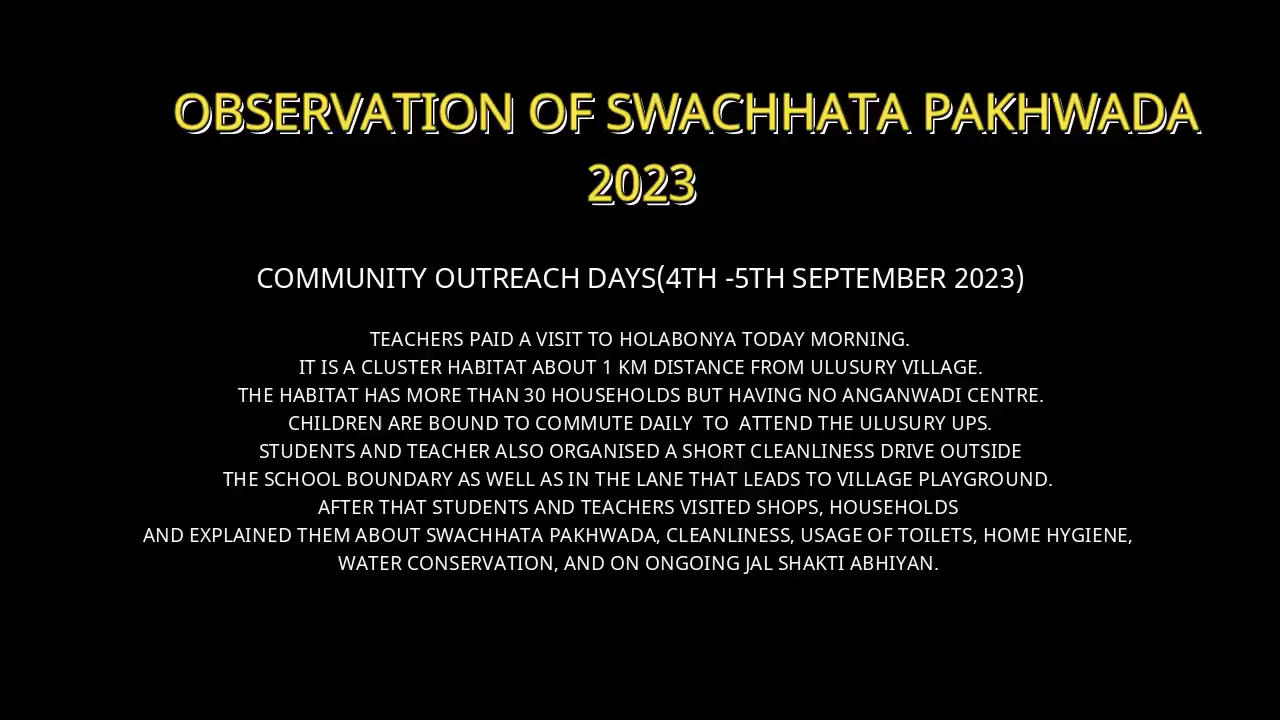 OBSERVATION OF SWACHHATA PAKHWADA
2023
COMMUNITY OUTREACH DAYS(4TH -5TH SEPTEMBER 2023)
TEACHERS PAID A VISIT TO HOLABONYA TODAY MORNING.
IT IS A CLUSTER HABITAT ABOUT 1 KM DISTANCE FROM ULUSURY VILLAGE.
THE HABITAT HAS MORE THAN 30 HOUSEHOLDS BUT HAVING NO ANGANWADI CENTRE.
CHILDREN ARE BOUND TO COMMUTE DAILY  TO  ATTEND THE ULUSURY UPS.
STUDENTS AND TEACHER ALSO ORGANISED A SHORT CLEANLINESS DRIVE OUTSIDE
THE SCHOOL BOUNDARY AS WELL AS IN THE LANE THAT LEADS TO VILLAGE PLAYGROUND.
AFTER THAT STUDENTS AND TEACHERS VISITED SHOPS, HOUSEHOLDS
AND EXPLAINED THEM ABOUT SWACHHATA PAKHWADA, CLEANLINESS, USAGE OF TOILETS, HOME HYGIENE,
WATER CONSERVATION, AND ON ONGOING JAL SHAKTI ABHIYAN.